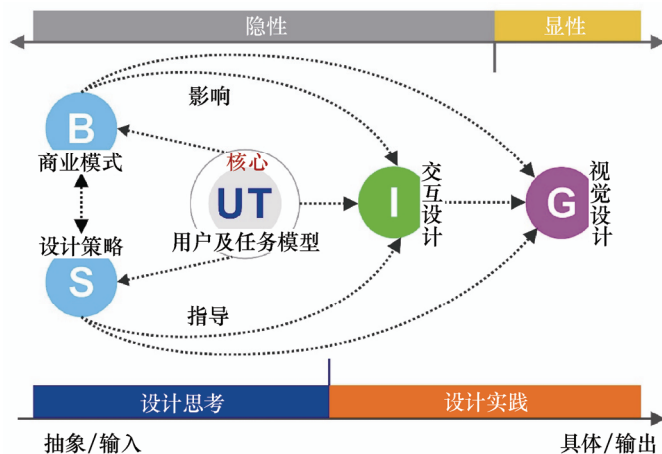 隐性
显性
影响
B
商业模式
核心
UT
用户及任务模型
I
交互设计
G
视觉设计
设计策略
S
指导
设计思考
设计实践
抽象/输入
具体/输出